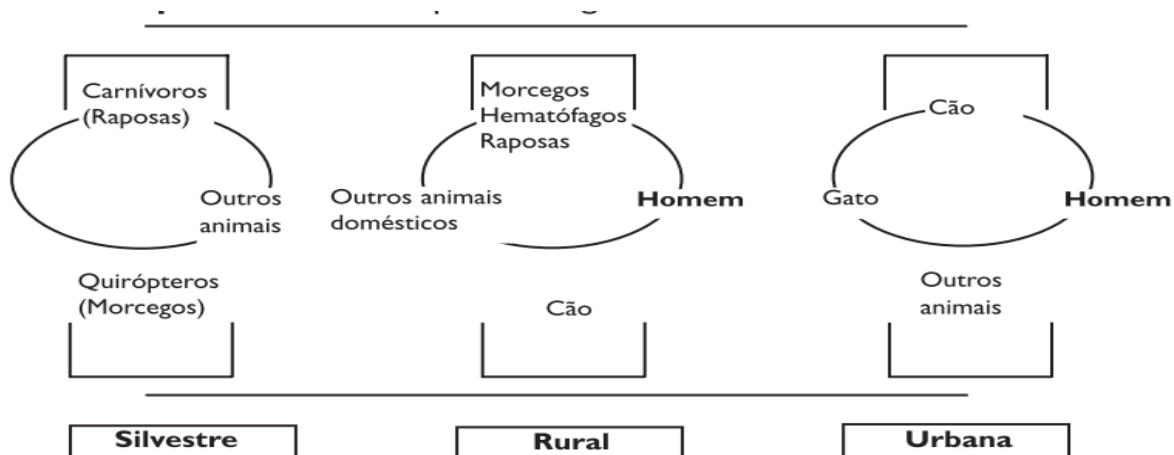 Carnívoros
(Raposas)
Outros
animais
Quirópteros
(Morcegos)
Silvestre
Morcegos
Hematófagos
Raposas
Outros animais
domésticos
Homem
Cão
Rural
Cão
Gato
Homem
Outros
animais
Urbana